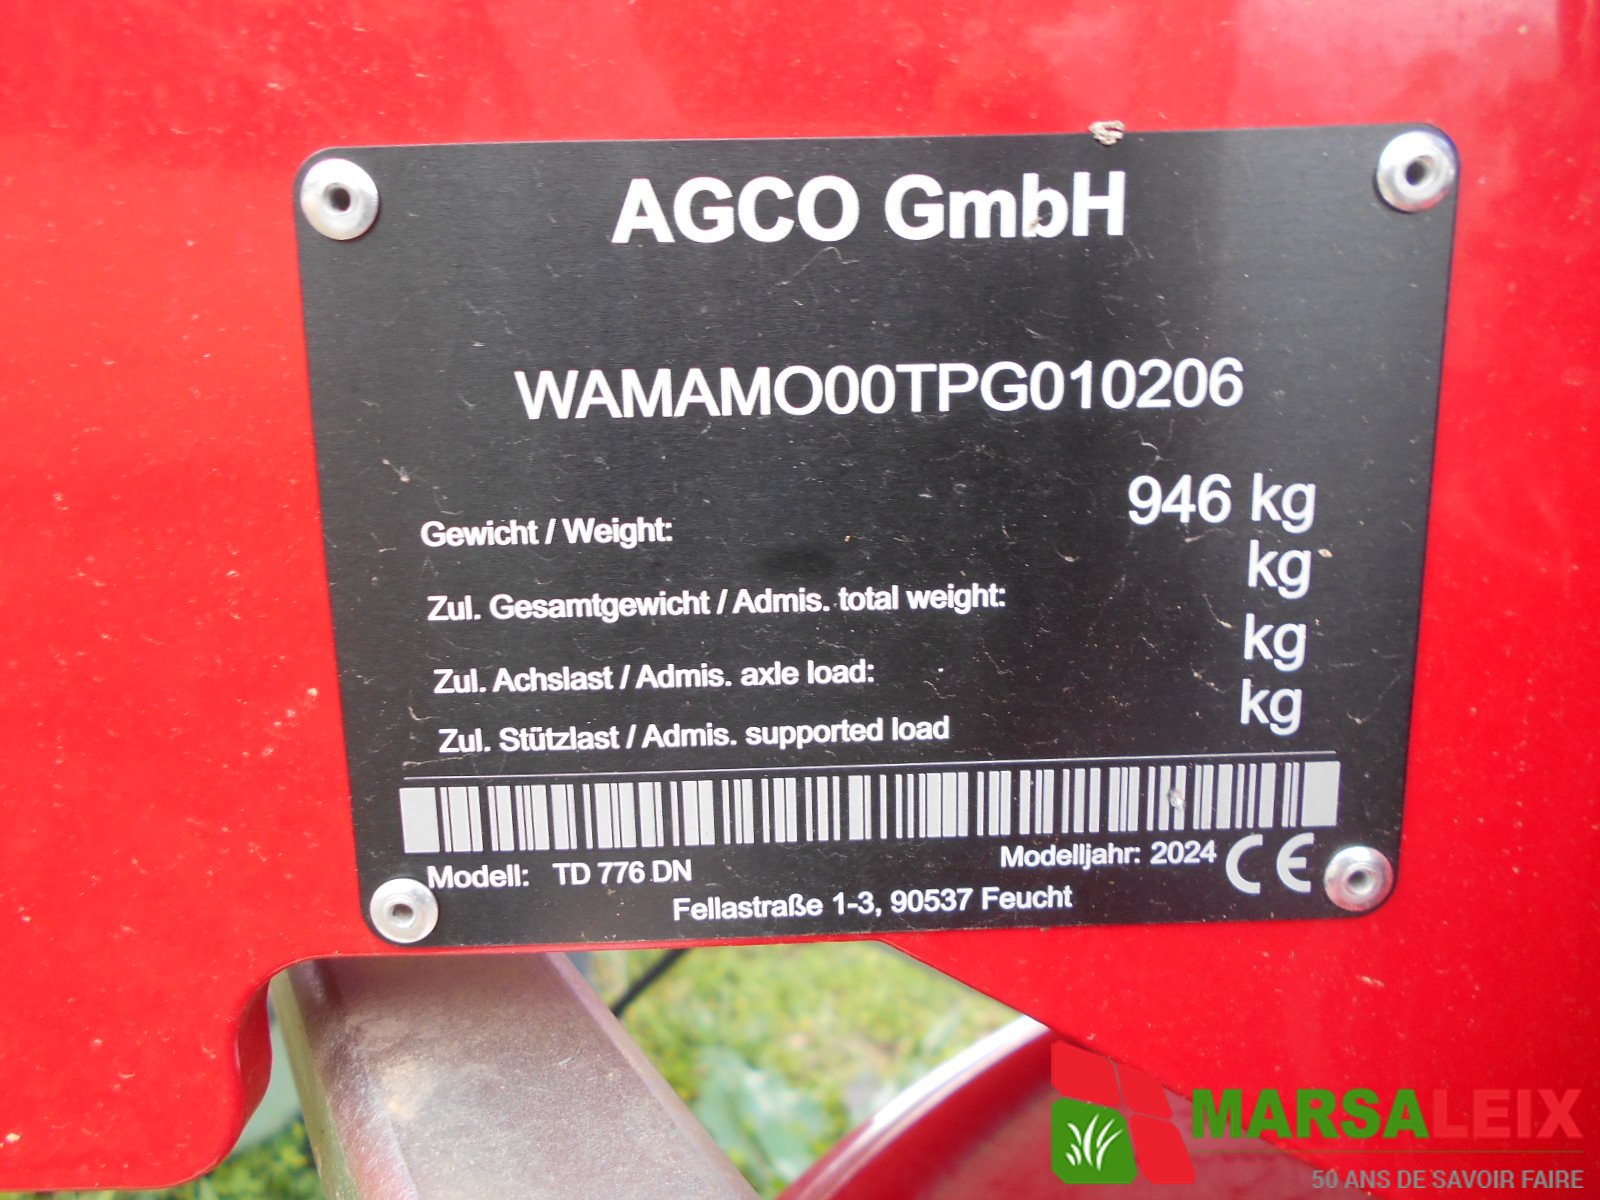 AGCO GmbH
WAMAMO00TPG010206
Gewicht / Weight: 946 kg
Zul. Gesamtgewicht / Admis. total weight: kg
Zul. Achslast / Admis. axle load: kg
Zul. Stützlast / Admis. supported load kg
Modell: TD 776 DN Modelljahr: 2024 CE
Fellastraße 1-3, 90537 Feucht
MARSALEIX
50 ANS DE SAVOIR FAIRE